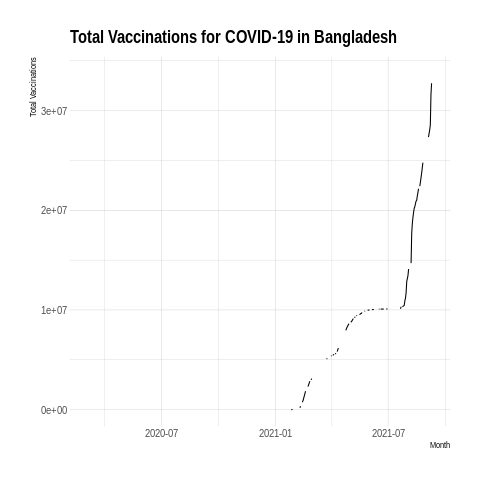 Total Vaccinations for COVID-19 in Bangladesh
Total Vaccinations
3e+07
2e+07
1e+07
0e+00
2020-07 2021-01 2021-07
Month